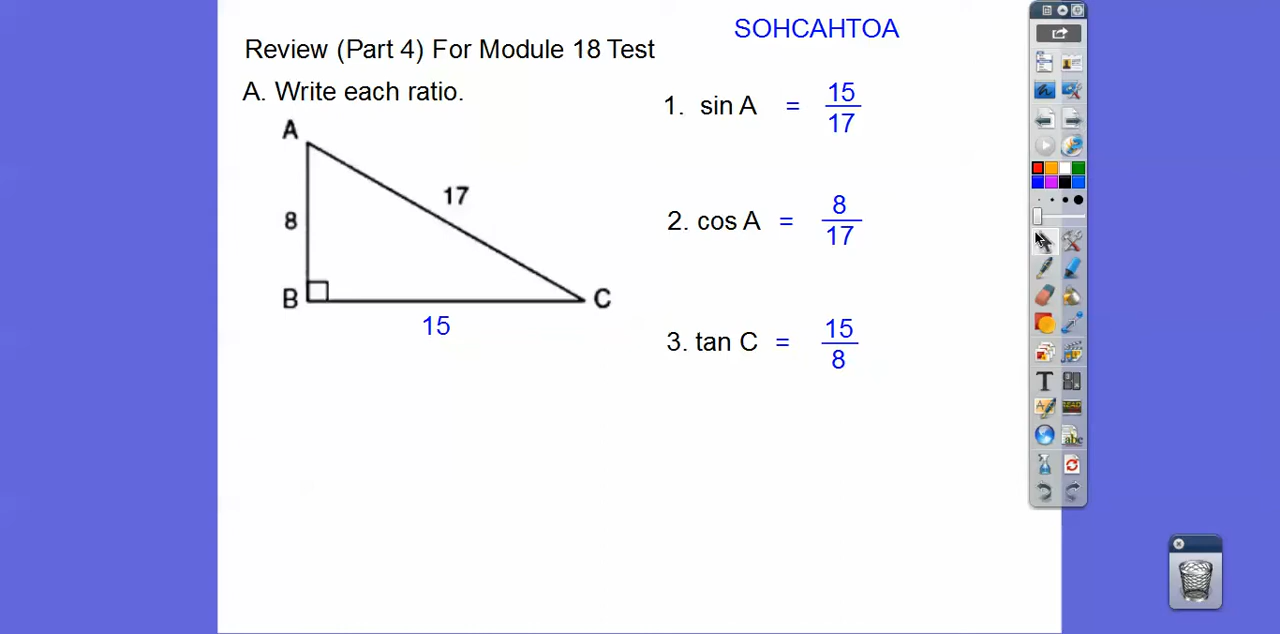 SOHCAHTOA
Review (Part 4) For Module 18 Test
A. Write each ratio.
A
17
8
B
C
15
1. sin A = 15/17
2. cos A = 8/17
3. tan C = 15/8
T